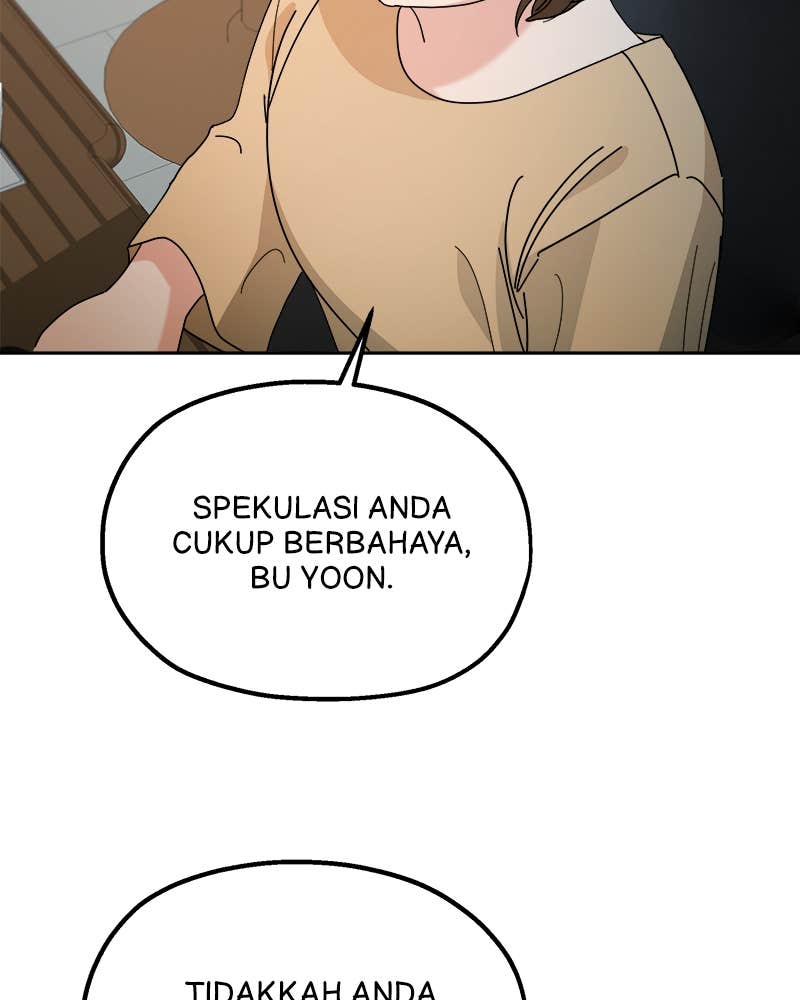 SPEKULASI ANDA
CUKUP BERBAHAYA,
BU YOON.
TIDAKKAH ANDA